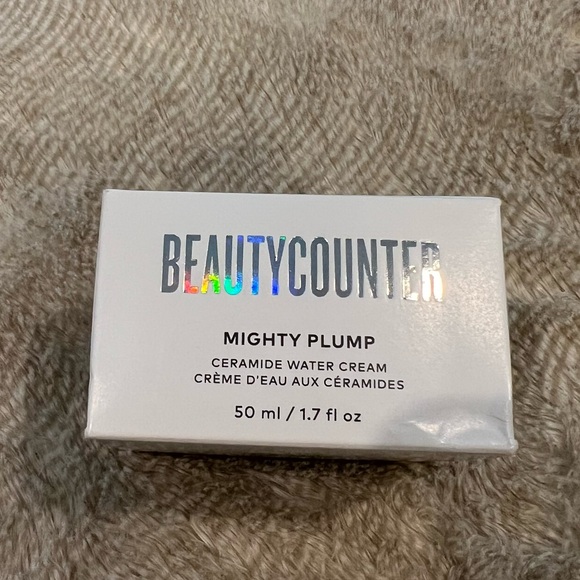 BEAUTYCOUNTER
MIGHTY PLUMP
CERAMIDE WATER CREAM
CRÈME D'EAU AUX CÉRAMIDES
50 ml / 1.7 fl oz